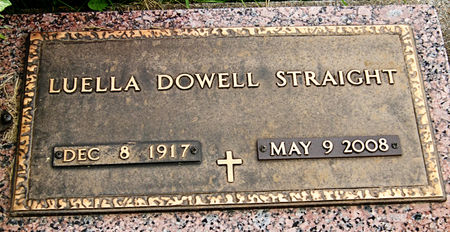 LUELLA DOWELL STRAIGHT
DEC 8 1917
MAY 9 2008